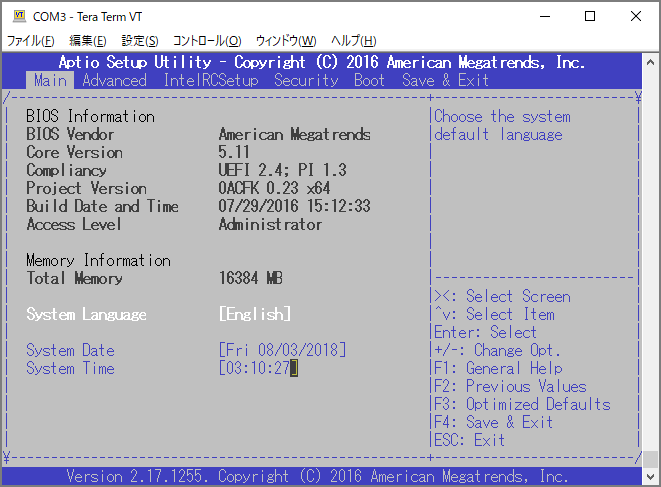 COM3 - Tera Term VT
ファイル(F) 編集(E) 設定(S) コントロール(O) ウィンドウ(W) ヘルプ(H)
Aptio Setup Utility - Copyright (C) 2016 American Megatrends, Inc.
Main Advanced IntelRCSetup Security Boot Save & Exit
BIOS Information
BIOS Vendor American Megatrends
Core Version 5.11
Compliancy UEFI 2.4; PI 1.3
Project Version 0ACFK 0.23 x64
Build Date and Time 07/29/2016 15:12:33
Access Level Administrator
Memory Information
Total Memory 16384 MB
System Language [English]
System Date [Fri 08/03/2018]
System Time [03:10:27]
Choose the system
default language
><: Select Screen
^v: Select Item
Enter: Select
+/-: Change Opt.
F1: General Help
F2: Previous Values
F3: Optimized Defaults
F4: Save & Exit
ESC: Exit
Version 2.17.1255. Copyright (C) 2016 American Megatrends, Inc.